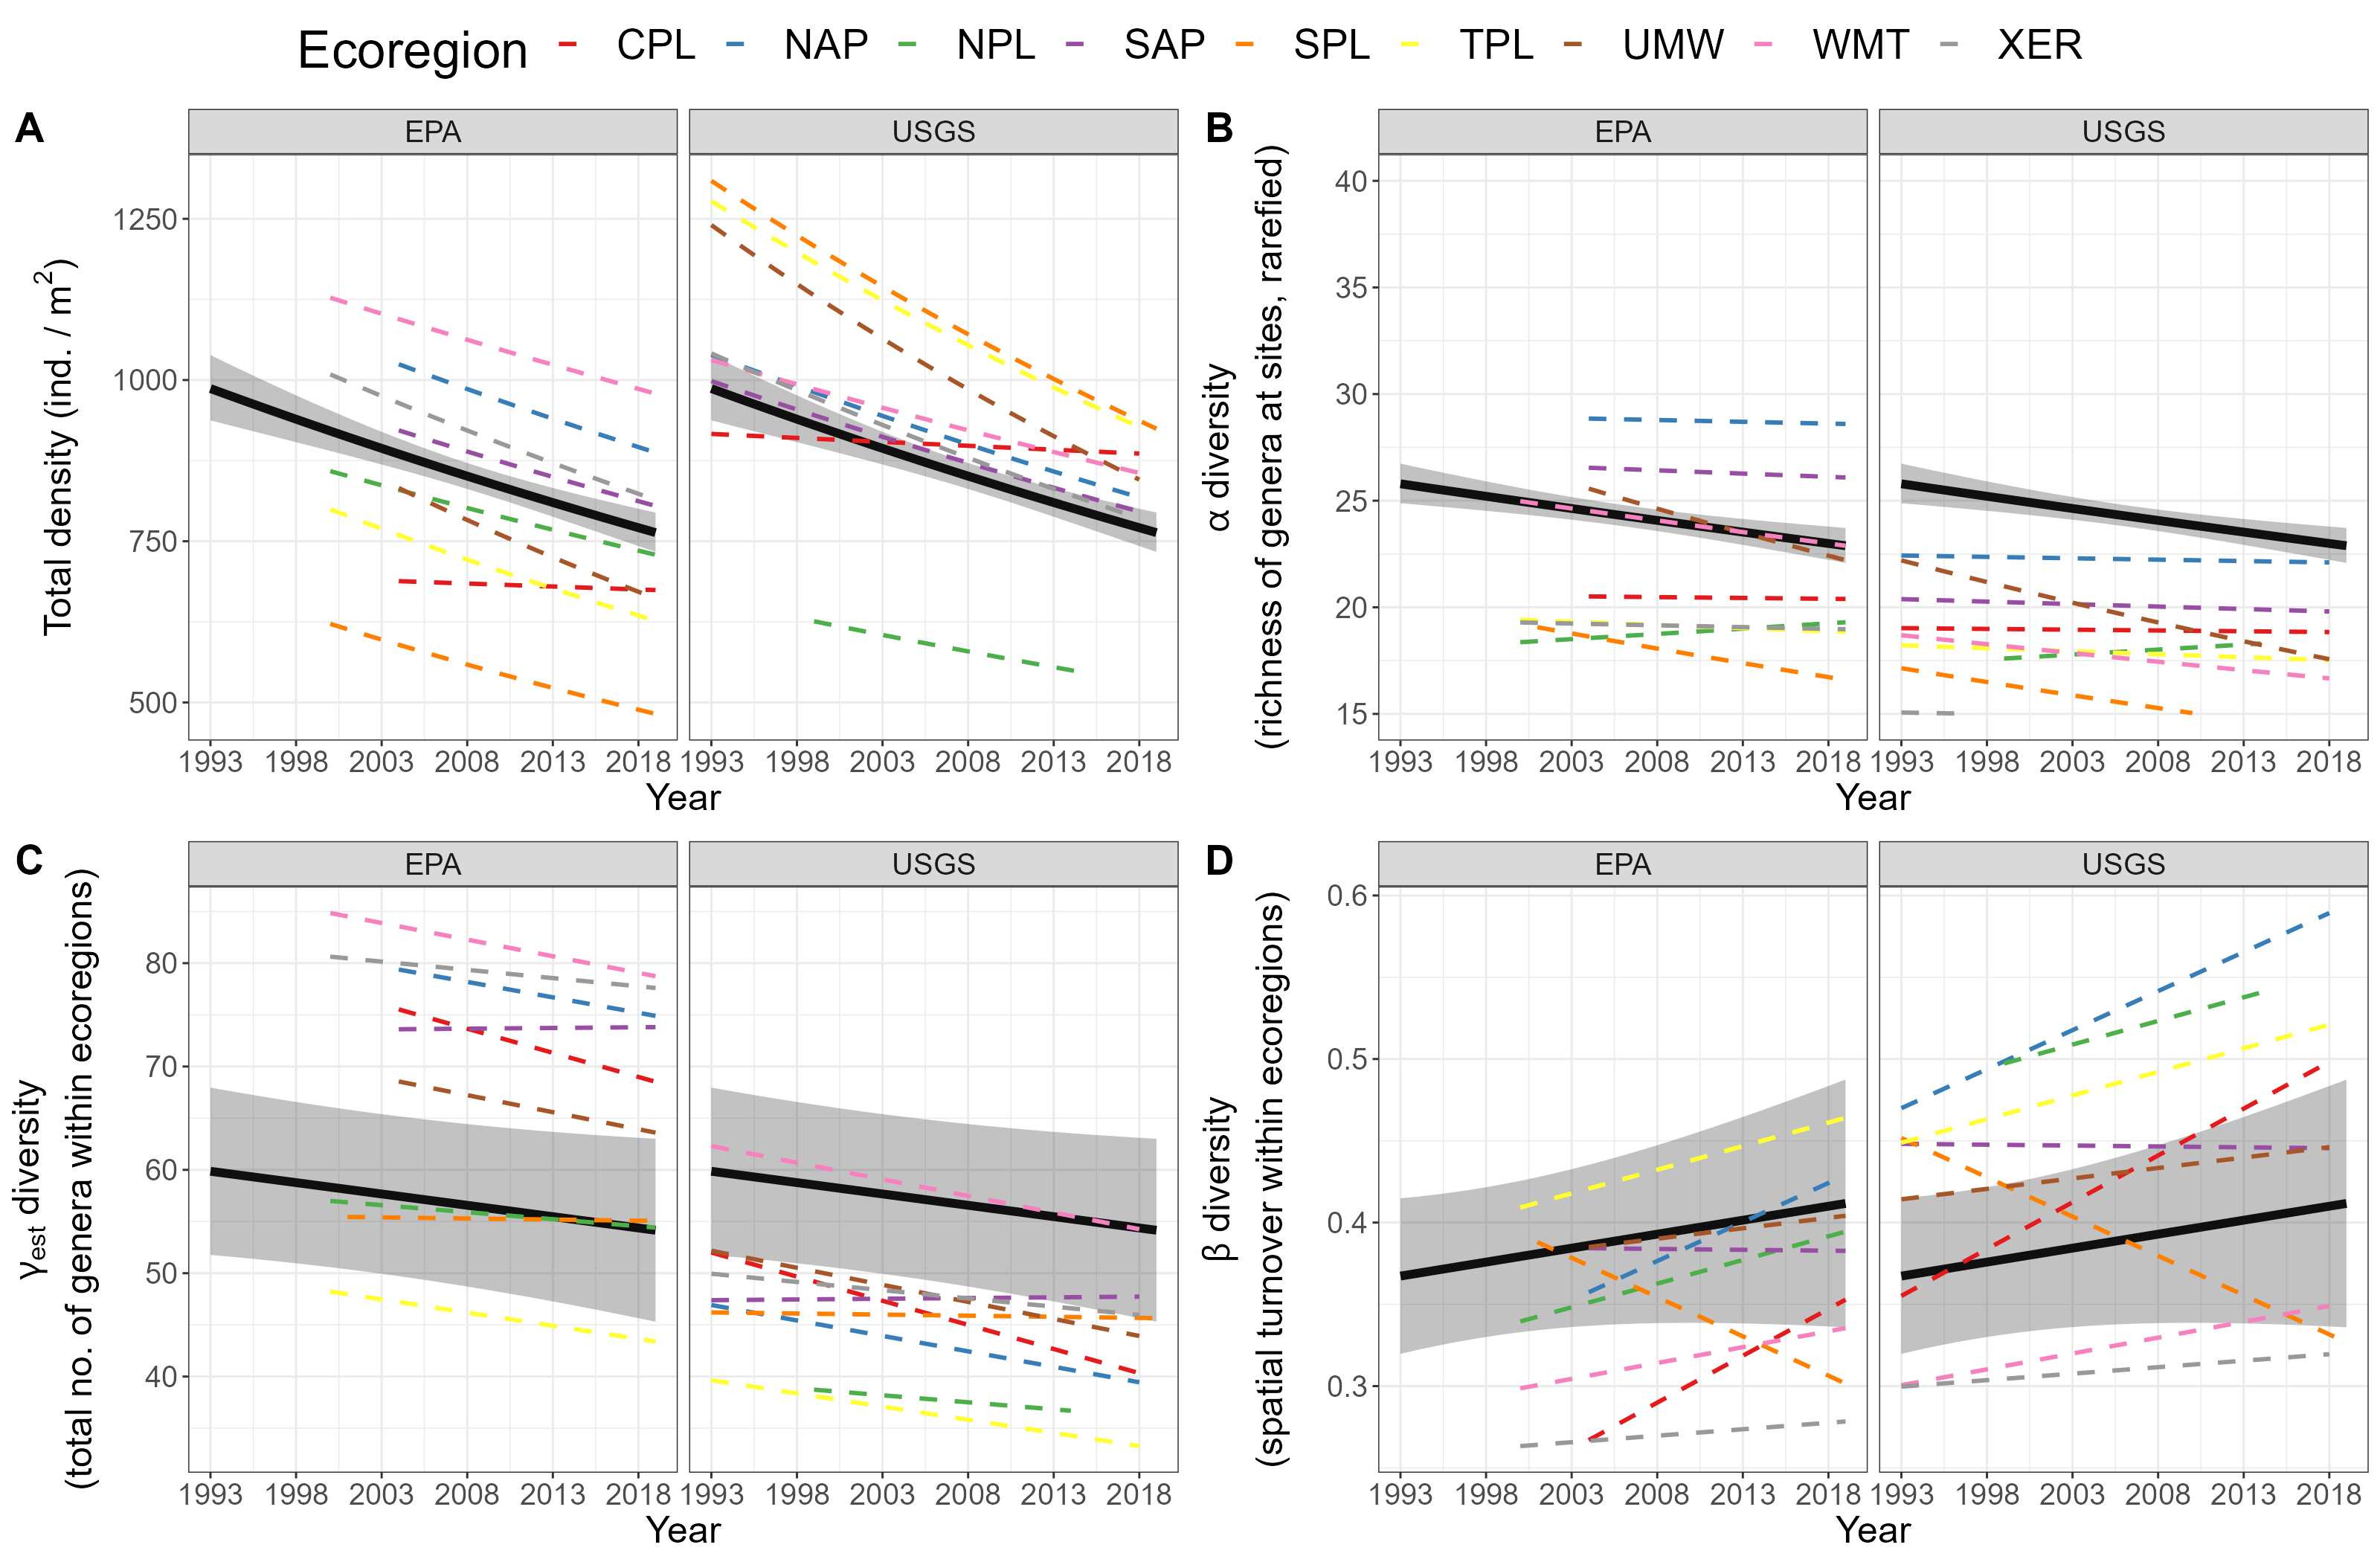 Ecoregion CPL NAP NPL SAP SPL TPL UMW WMT XER
A
EPA
USGS
Total density (ind. / m2)
1250
1000
750
500
1993 1998 2003 2008 2013 2018
1993 1998 2003 2008 2013 2018
Year
B
EPA
USGS
α diversity
(richness of genera at sites, rarefied)
40
35
30
25
20
15
1993 1998 2003 2008 2013 2018
1993 1998 2003 2008 2013 2018
Year
C
EPA
USGS
γest diversity
(total no. of genera within ecoregions)
80
70
60
50
40
1993 1998 2003 2008 2013 2018
1993 1998 2003 2008 2013 2018
Year
D
EPA
USGS
β diversity
(spatial turnover within ecoregions)
0.6
0.5
0.4
0.3
1993 1998 2003 2008 2013 2018
1993 1998 2003 2008 2013 2018
Year